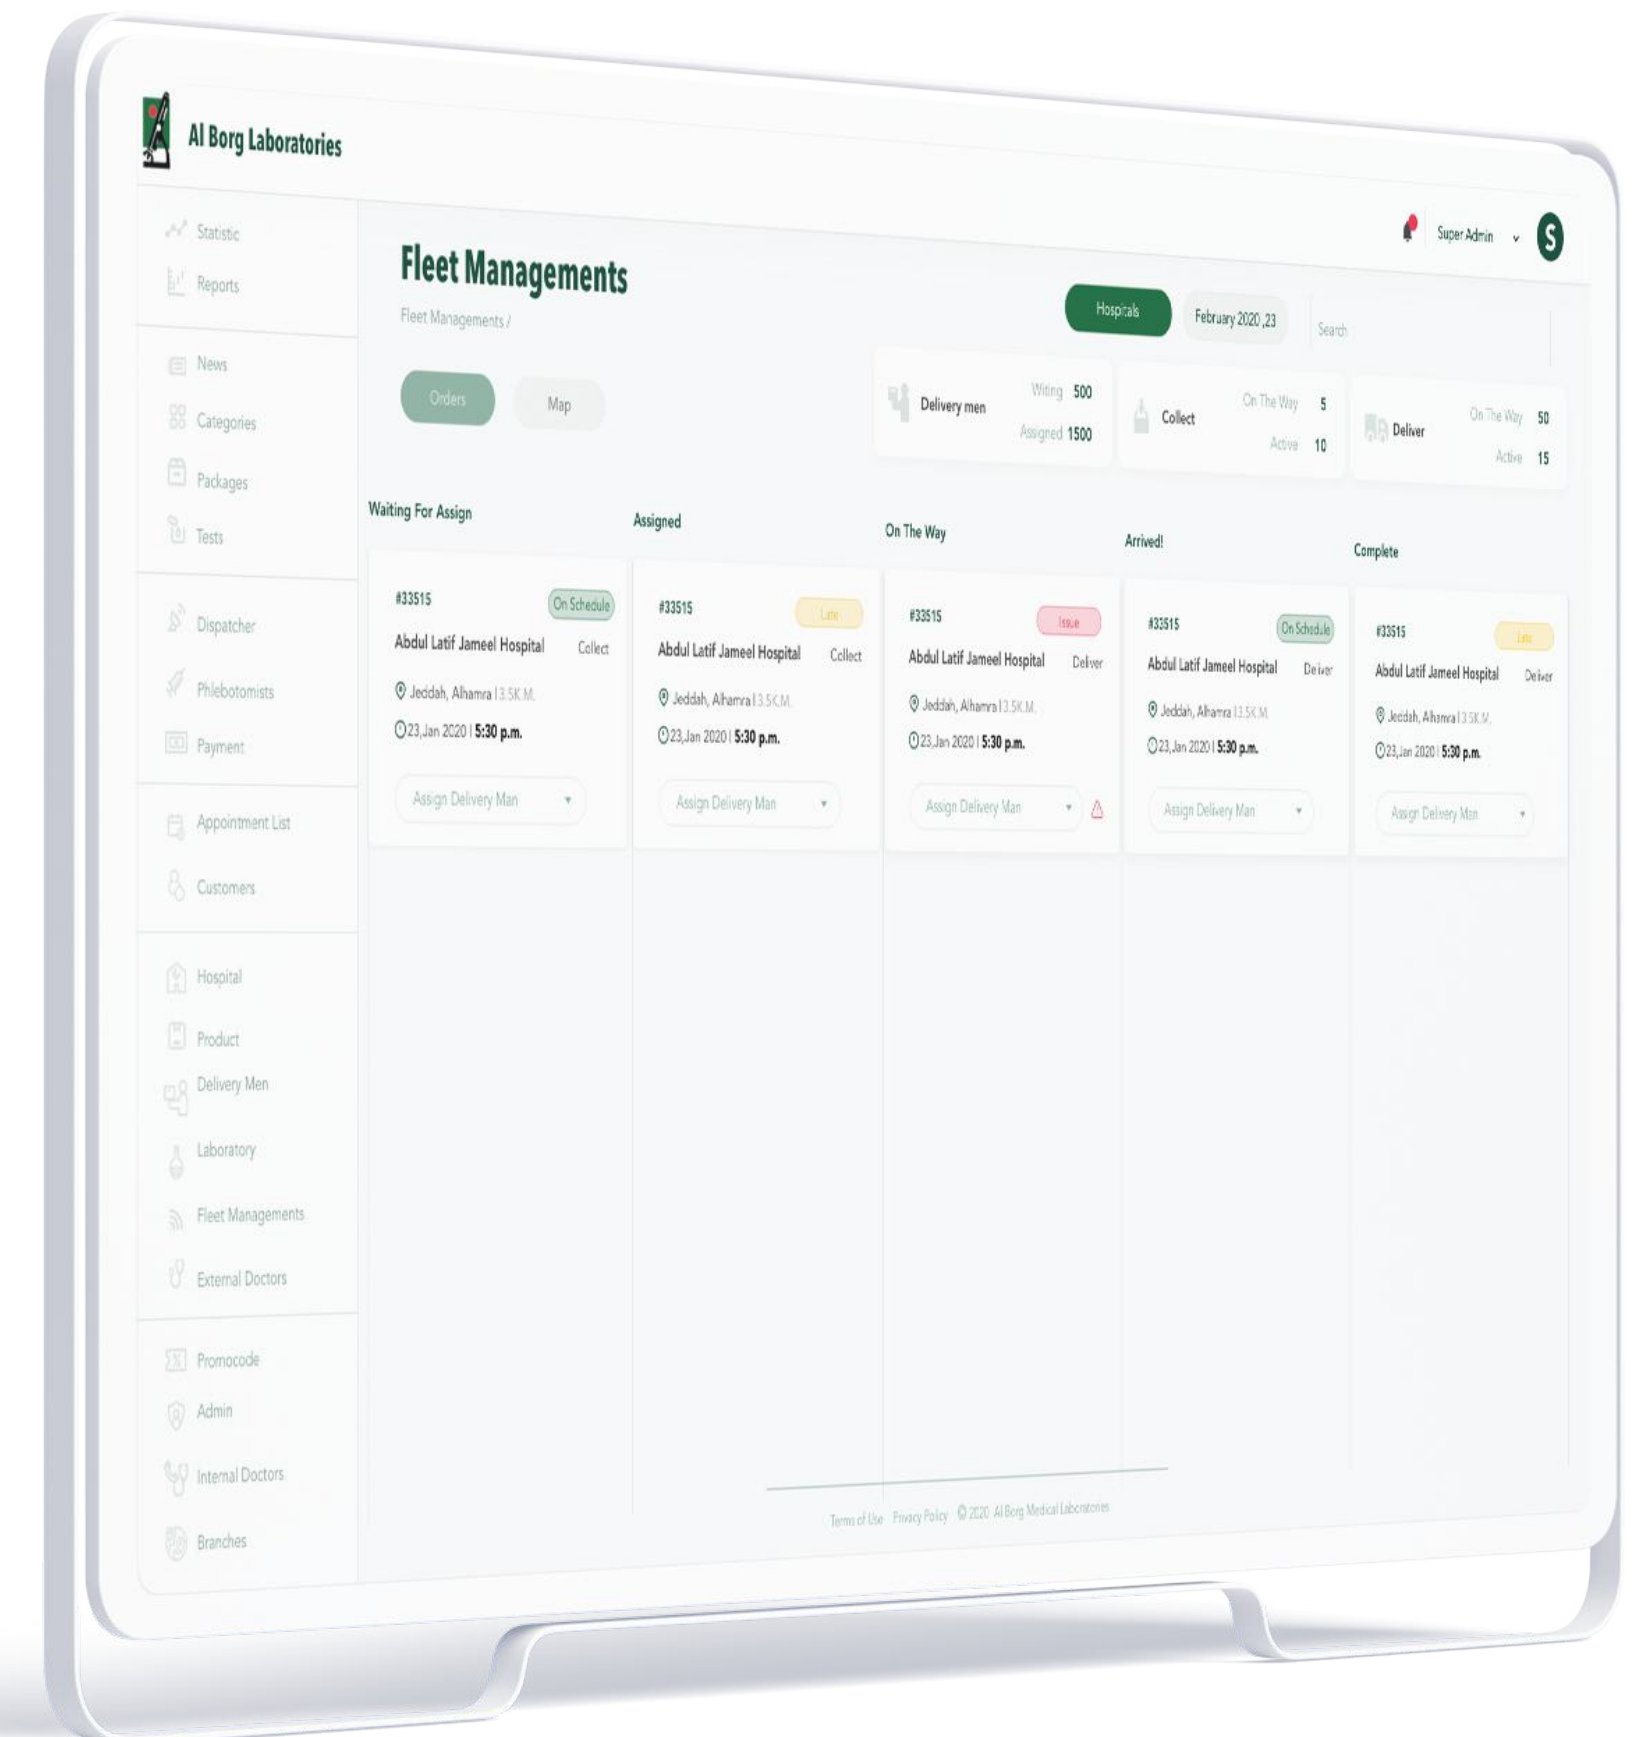 Al Borg Laboratories
Super Admin
S
Statistic
Reports
News
Categories
Packages
Tests
Dispatcher
Phlebotomists
Payment
Appointment List
Customers
Hospital
Product
Delivery Men
Laboratory
Fleet Managements
External Doctors
Promocode
Admin
Internal Doctors
Branches
Fleet Managements
Fleet Managements /
Hospitals
February 2020 ,23
Search
Orders
Map
Delivery men
Witing 500
Assigned 1500
Collect
On The Way 5
Active 10
Deliver
On The Way 50
Active 15
Waiting For Assign
#33515 On Schedule
Abdul Latif Jameel Hospital Collect
Jeddah, Alhamra | 3.5K.M.
23,Jan 2020 | 5:30 p.m.
Assign Delivery Man
Assigned
#33515 Late
Abdul Latif Jameel Hospital Collect
Jeddah, Alhamra | 3.5K.M.
23,Jan 2020 | 5:30 p.m.
Assign Delivery Man
On The Way
#33515 Issue
Abdul Latif Jameel Hospital Deliver
Jeddah, Alhamra | 3.5K.M.
23,Jan 2020 | 5:30 p.m.
Assign Delivery Man
Arrived!
#33515 On Schedule
Abdul Latif Jameel Hospital Deliver
Jeddah, Alhamra | 3.5K.M.
23,Jan 2020 | 5:30 p.m.
Assign Delivery Man
Complete
#33515 Late
Abdul Latif Jameel Hospital Deliver
Jeddah, Alhamra | 3.5K.M.
23,Jan 2020 | 5:30 p.m.
Assign Delivery Man
Terms of Use Privacy Policy © 2020 Al Borg Medical Laboratories